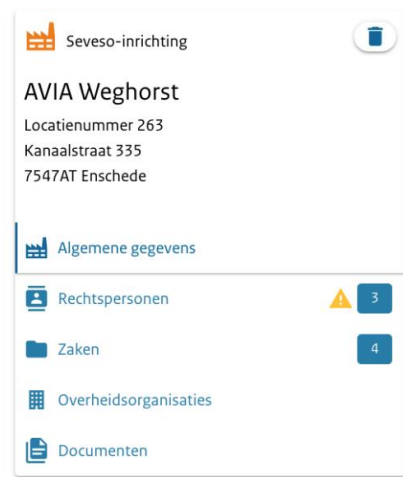 Seveso-inrichting
AVIA Weghorst
Locatienummer 263
Kanaalstraat 335
7547AT Enschede
Algemene gegevens
Rechtspersonen 3
Zaken 4
Overheidsorganisaties
Documenten